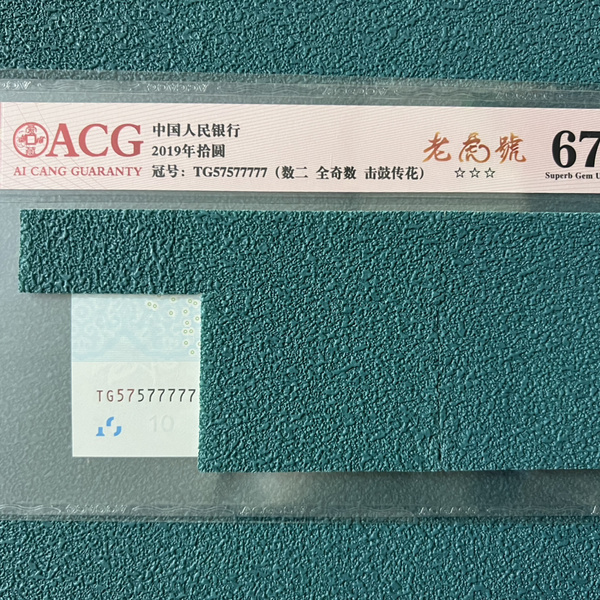 ACG
AI CANG GUARANTY
中国人民银行
2019年拾圆
冠号：TG57577777（数二 全奇数 击鼓传花）
老虎號
☆☆☆
67
Superb Gem U
TG57577777
10